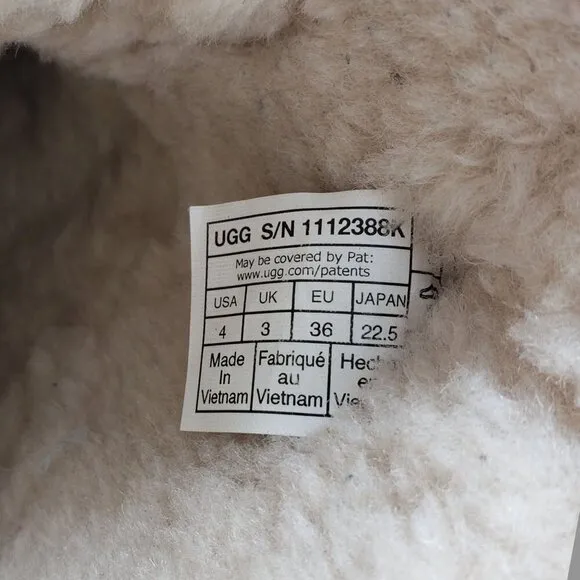 UGG S/N 1112388K
May be covered by Pat:
www.ugg.com/patents
USA UK EU JAPAN
4 3 36 22.5
Made Fabriqué
In au
Vietnam Vietnam